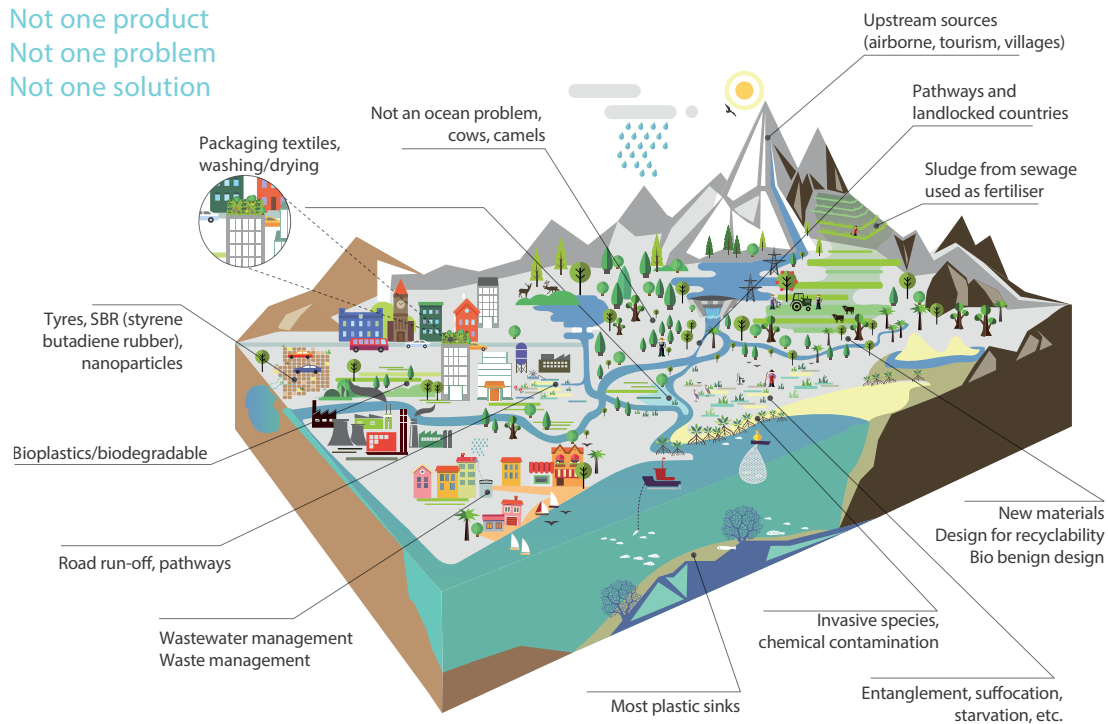 Not one product
Not one problem
Not one solution
Upstream sources
(airborne, tourism, villages)
Not an ocean problem,
cows, camels
Pathways and
landlocked countries
Packaging textiles,
washing/drying
Sludge from sewage
used as fertiliser
Tyres, SBR (styrene
butadiene rubber),
nanoparticles
Bioplastics/biodegradable
New materials
Design for recyclability
Bio benign design
Road run-off, pathways
Invasive species,
chemical contamination
Wastewater management
Waste management
Entanglement, suffocation,
starvation, etc.
Most plastic sinks